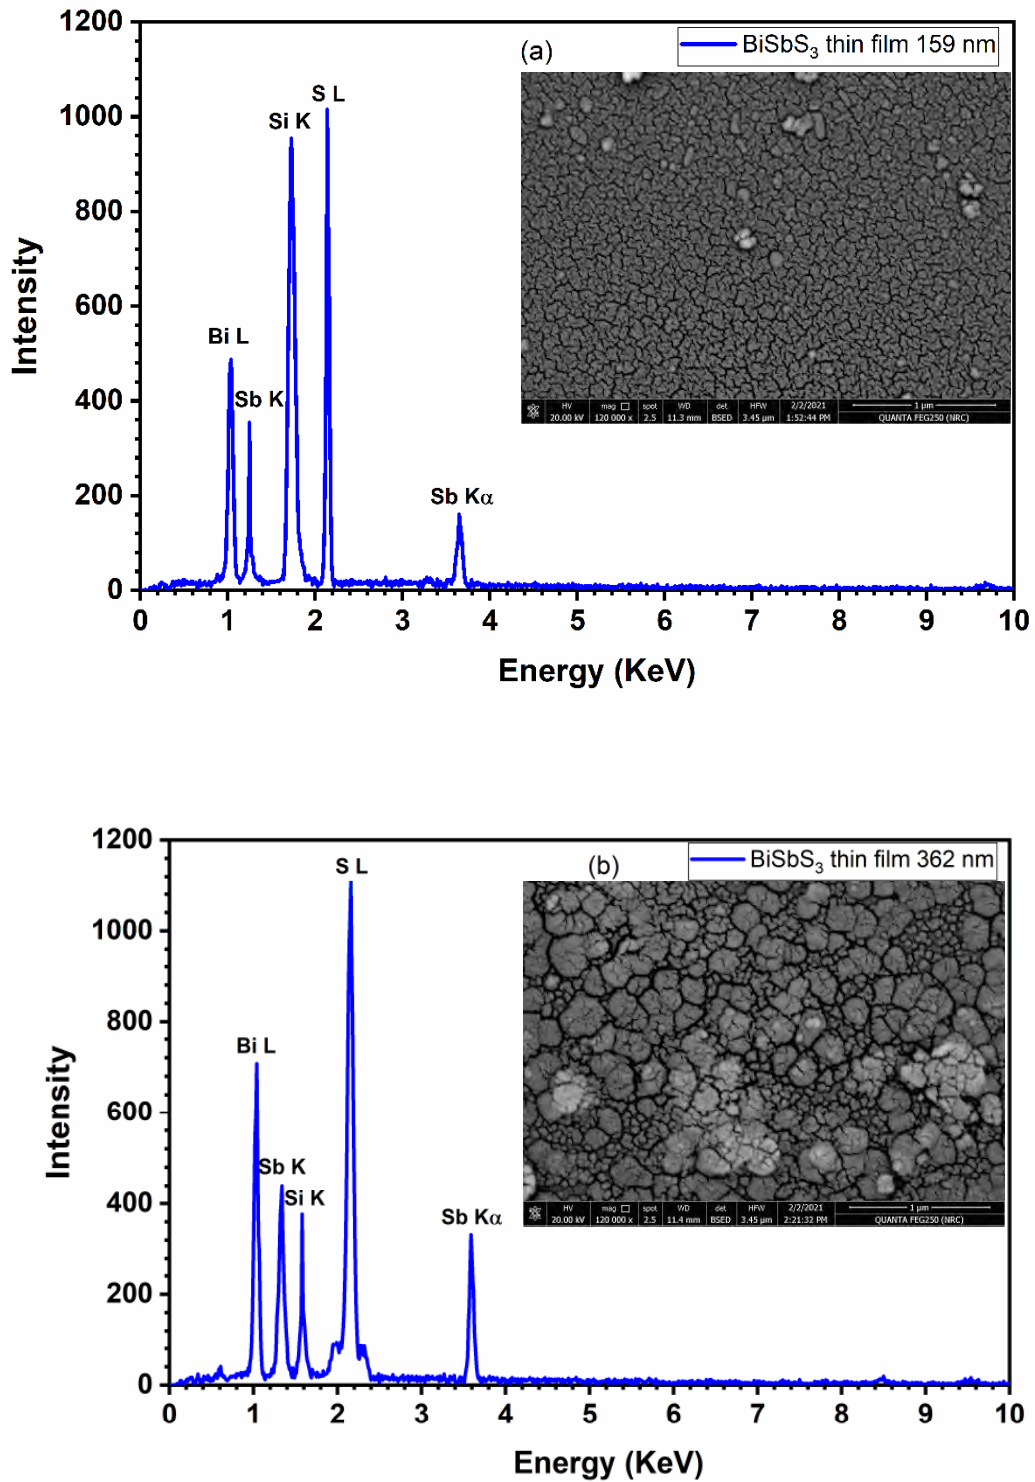 1200
1000
800
600
400
200
0
Intensity
(a)
BiSbS₃ thin film 159 nm
S L
Si K
Bi L
Sb K
Sb Kα
HV mag □ spot WD det HFW 2/2/2021 1 µm
20.00 kV 120 000 x 2.5 11.3 mm BSED 3.45 µm 1:52:44 PM QUANTA FEG250 (NRC)
0 1 2 3 4 5 6 7 8 9 10
Energy (KeV)
1200
1000
800
600
400
200
0
Intensity
(b)
BiSbS₃ thin film 362 nm
S L
Bi L
Sb K
Si K
Sb Kα
HV mag □ spot WD det HFW 2/2/2021 1 µm
20.00 kV 120 000 x 2.5 11.4 mm BSED 3.45 µm 2:21:32 PM QUANTA FEG250 (NRC)
0 1 2 3 4 5 6 7 8 9 10
Energy (KeV)